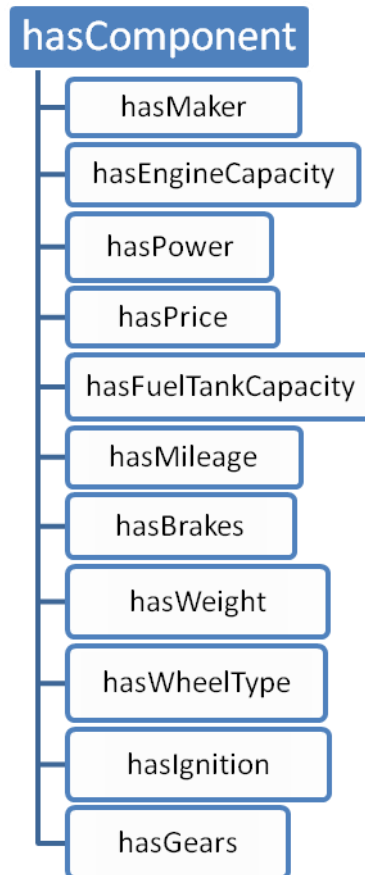 hasComponent
hasMaker
hasEngineCapacity
hasPower
hasPrice
hasFuelTankCapacity
hasMileage
hasBrakes
hasWeight
hasWheelType
hasIgnition
hasGears